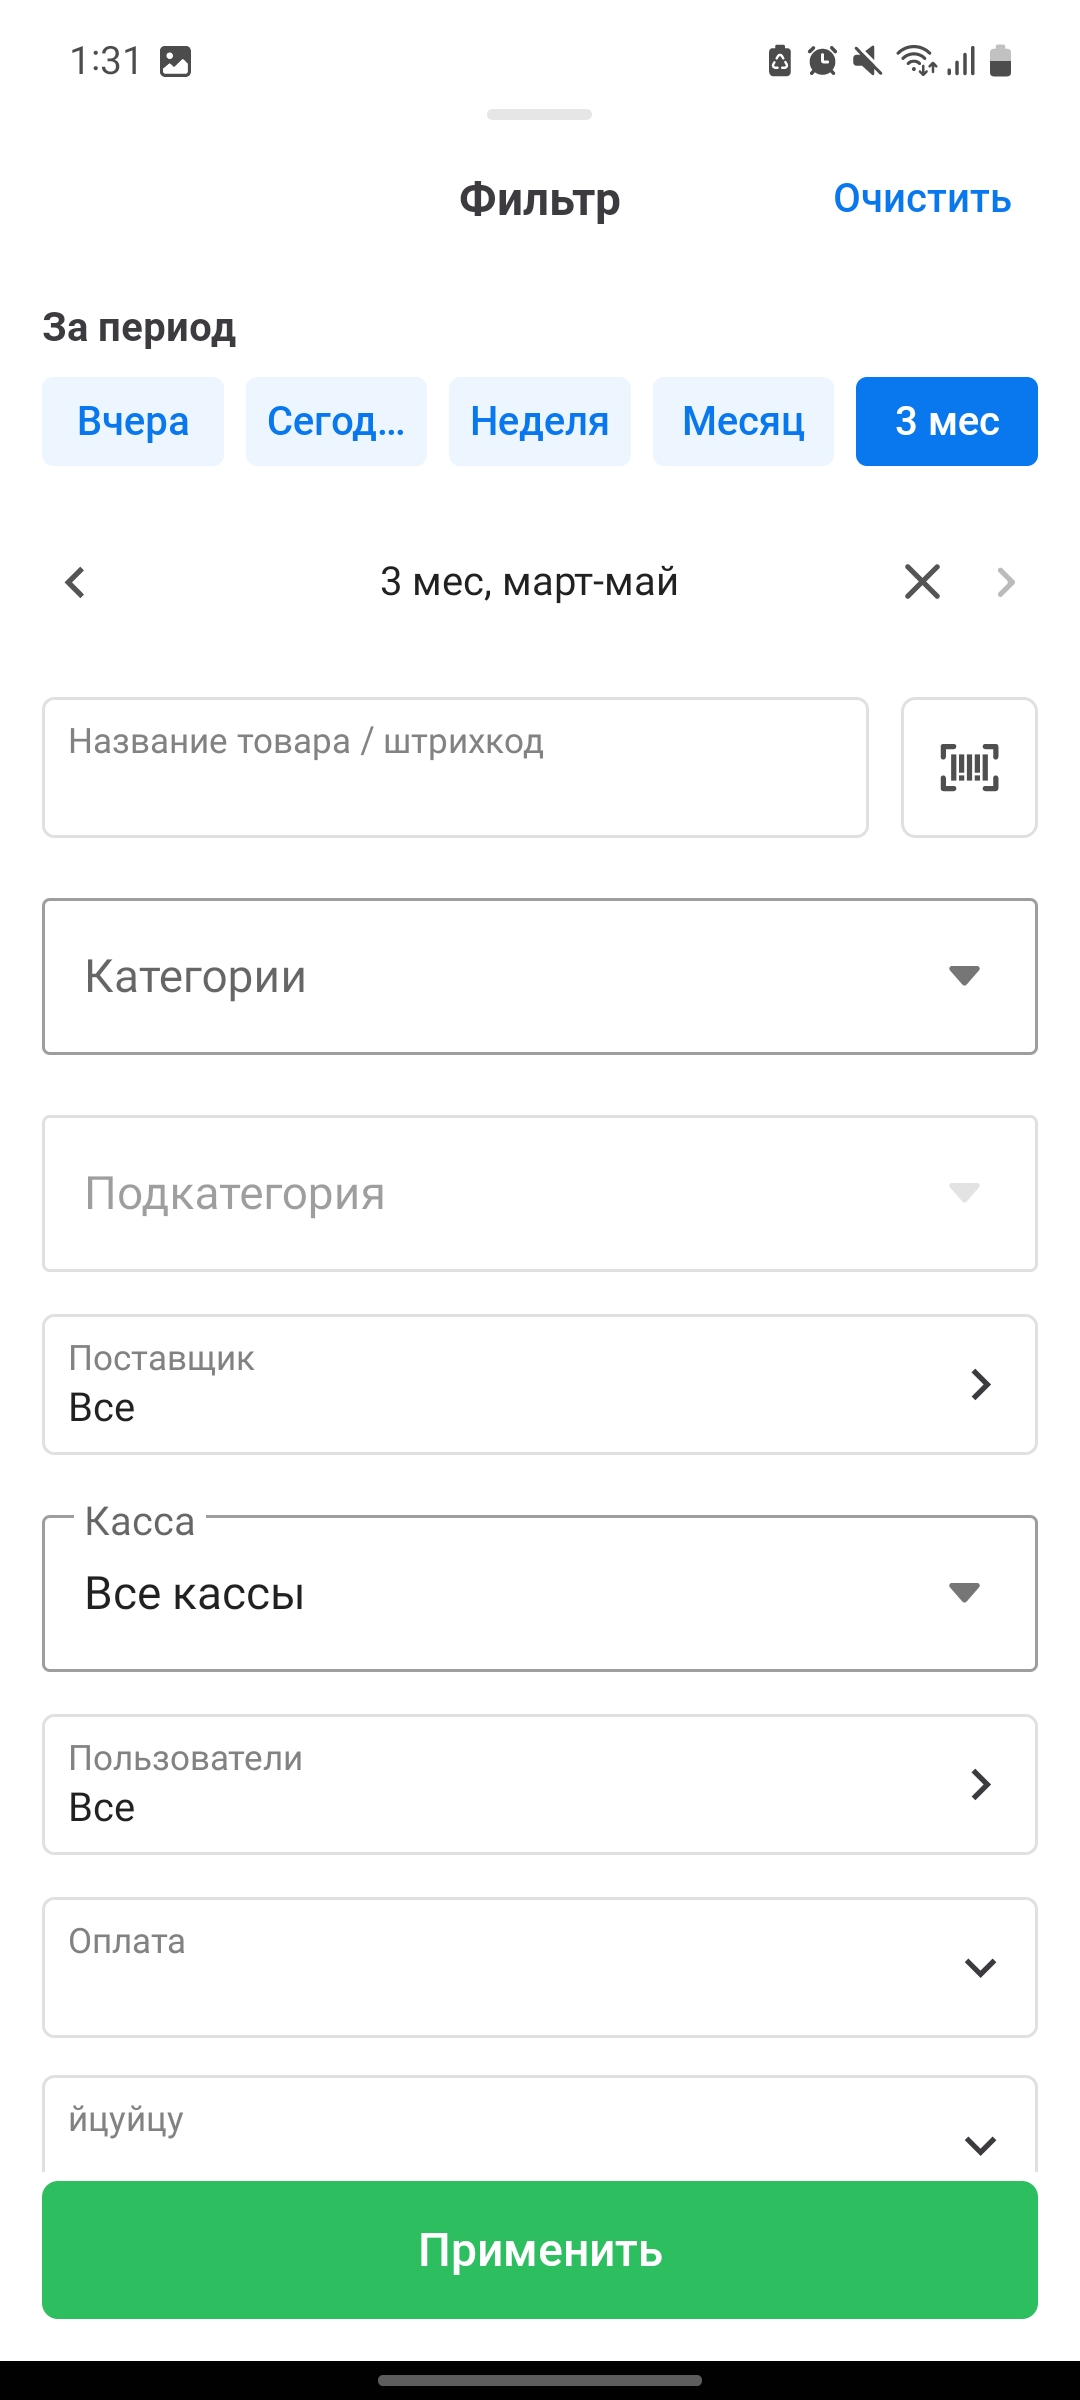 1:31
Фильтр
Очистить
За период
Вчера
Сегод...
Неделя
Месяц
3 мес
3 мес, март-май
Название товара / штрихкод
Категории
Подкатегория
Поставщик
Все
Касса
Все кассы
Пользователи
Все
Оплата
йцуйцу
Применить